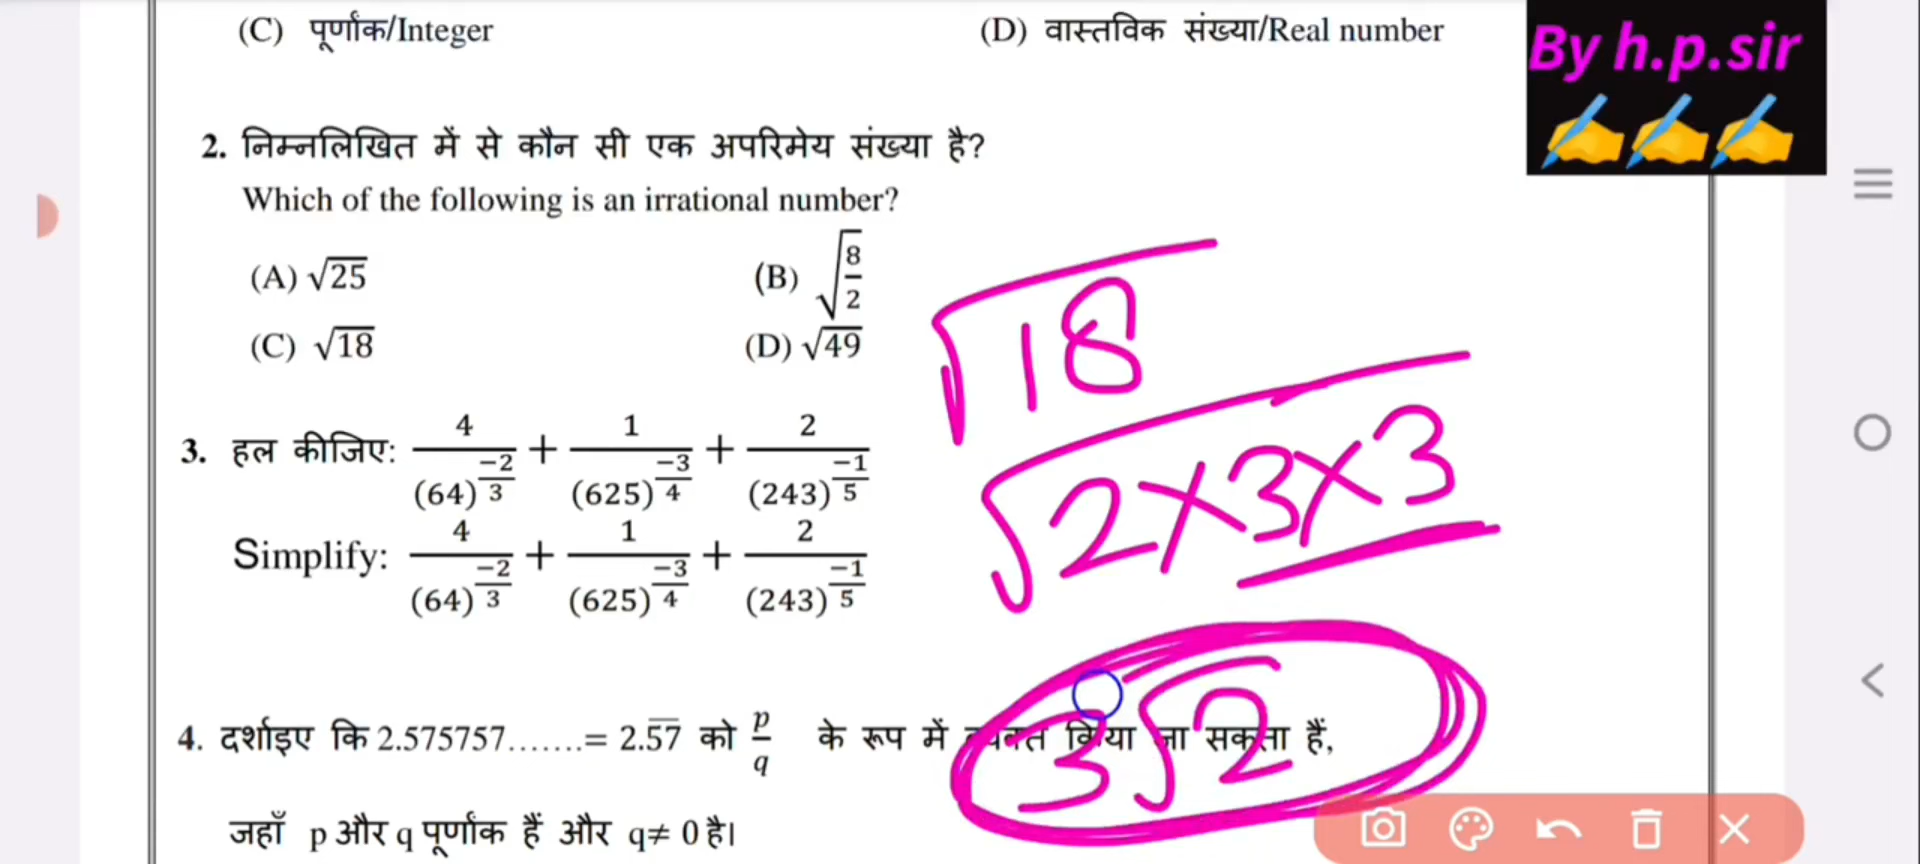 (C) पूर्णांक/Integer (D) वास्तविक संख्या/Real number
By h.p.sir
2. निम्नलिखित में से कौन सी एक अपरिमेय संख्या है?
Which of the following is an irrational number?
(A) √25 (B) √(8/2)
(C) √18 (D) √49
√18
√2×3×3
3√2
3. हल कीजिए: 4/(64)^(-2/3) + 1/(625)^(-3/4) + 2/(243)^(-1/5)
Simplify: 4/(64)^(-2/3) + 1/(625)^(-3/4) + 2/(243)^(-1/5)
4. दर्शाइए कि 2.575757.......= 2.5̅7̅ को p/q के रूप में व्यक्त किया जा सकता हैं,
जहाँ p और q पूर्णांक हैं और q≠ 0 है।